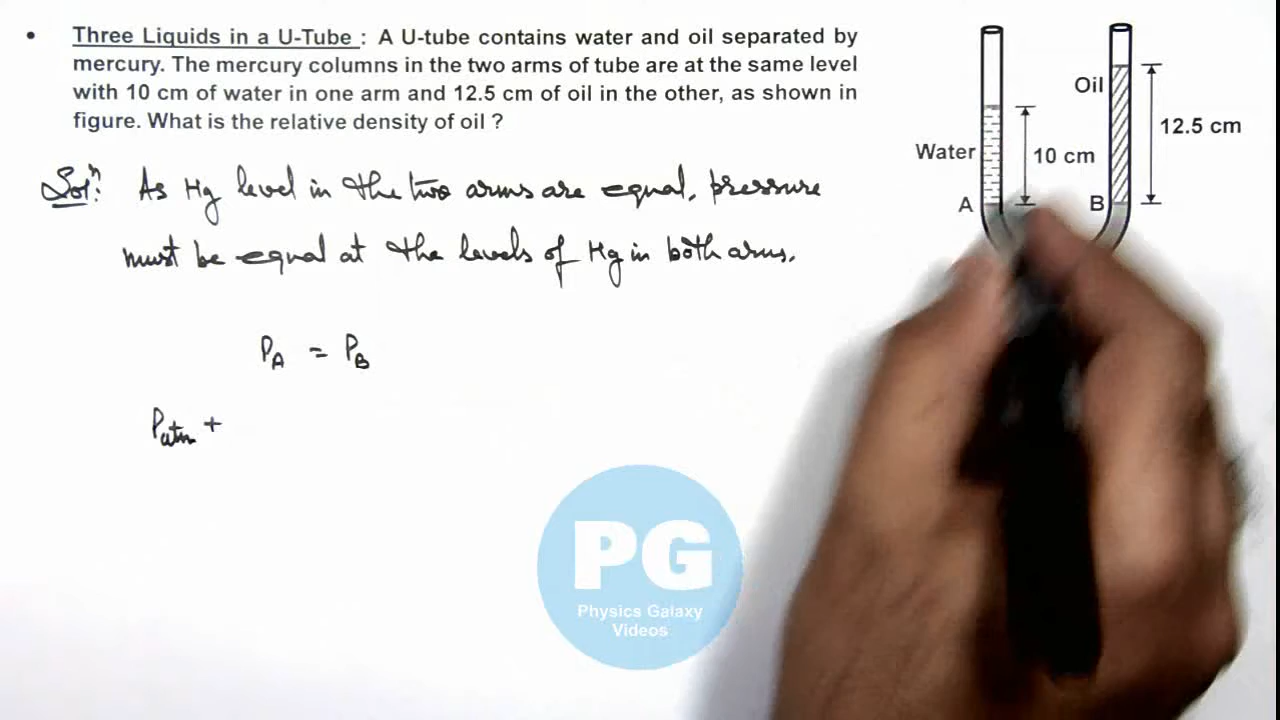 • Three Liquids in a U-Tube : A U-tube contains water and oil separated by
mercury. The mercury columns in the two arms of tube are at the same level
with 10 cm of water in one arm and 12.5 cm of oil in the other, as shown in
figure. What is the relative density of oil ?
Solⁿ: As Hg level in the two arms are equal, pressure
must be equal at the levels of Hg in both arms.
P_A = P_B
P_atm +
Oil
12.5 cm
Water
10 cm
A
B
PG
Physics Galaxy
Videos